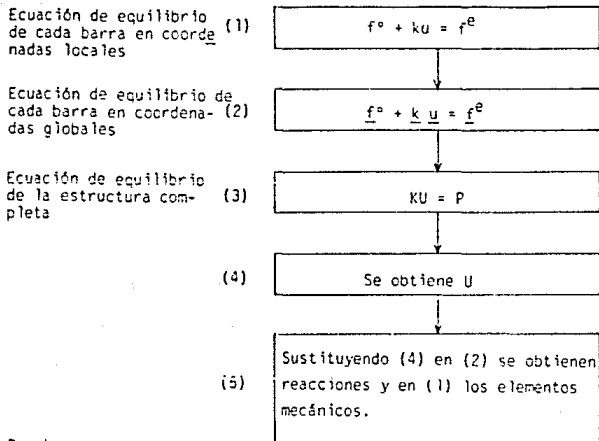 Ecuación de equilibrio
de cada barra en coorde (1)
nadas locales
f° + ku = fᵉ
Ecuación de equilibrio de
cada barra en coordena- (2)
das globales
f° + k u = fᵉ
Ecuación de equilibrio
de la estructura com- (3)
pleta
KU = P
(4)
Se obtiene U
(5)
Sustituyendo (4) en (2) se obtienen
reacciones y en (1) los elementos
mecánicos.